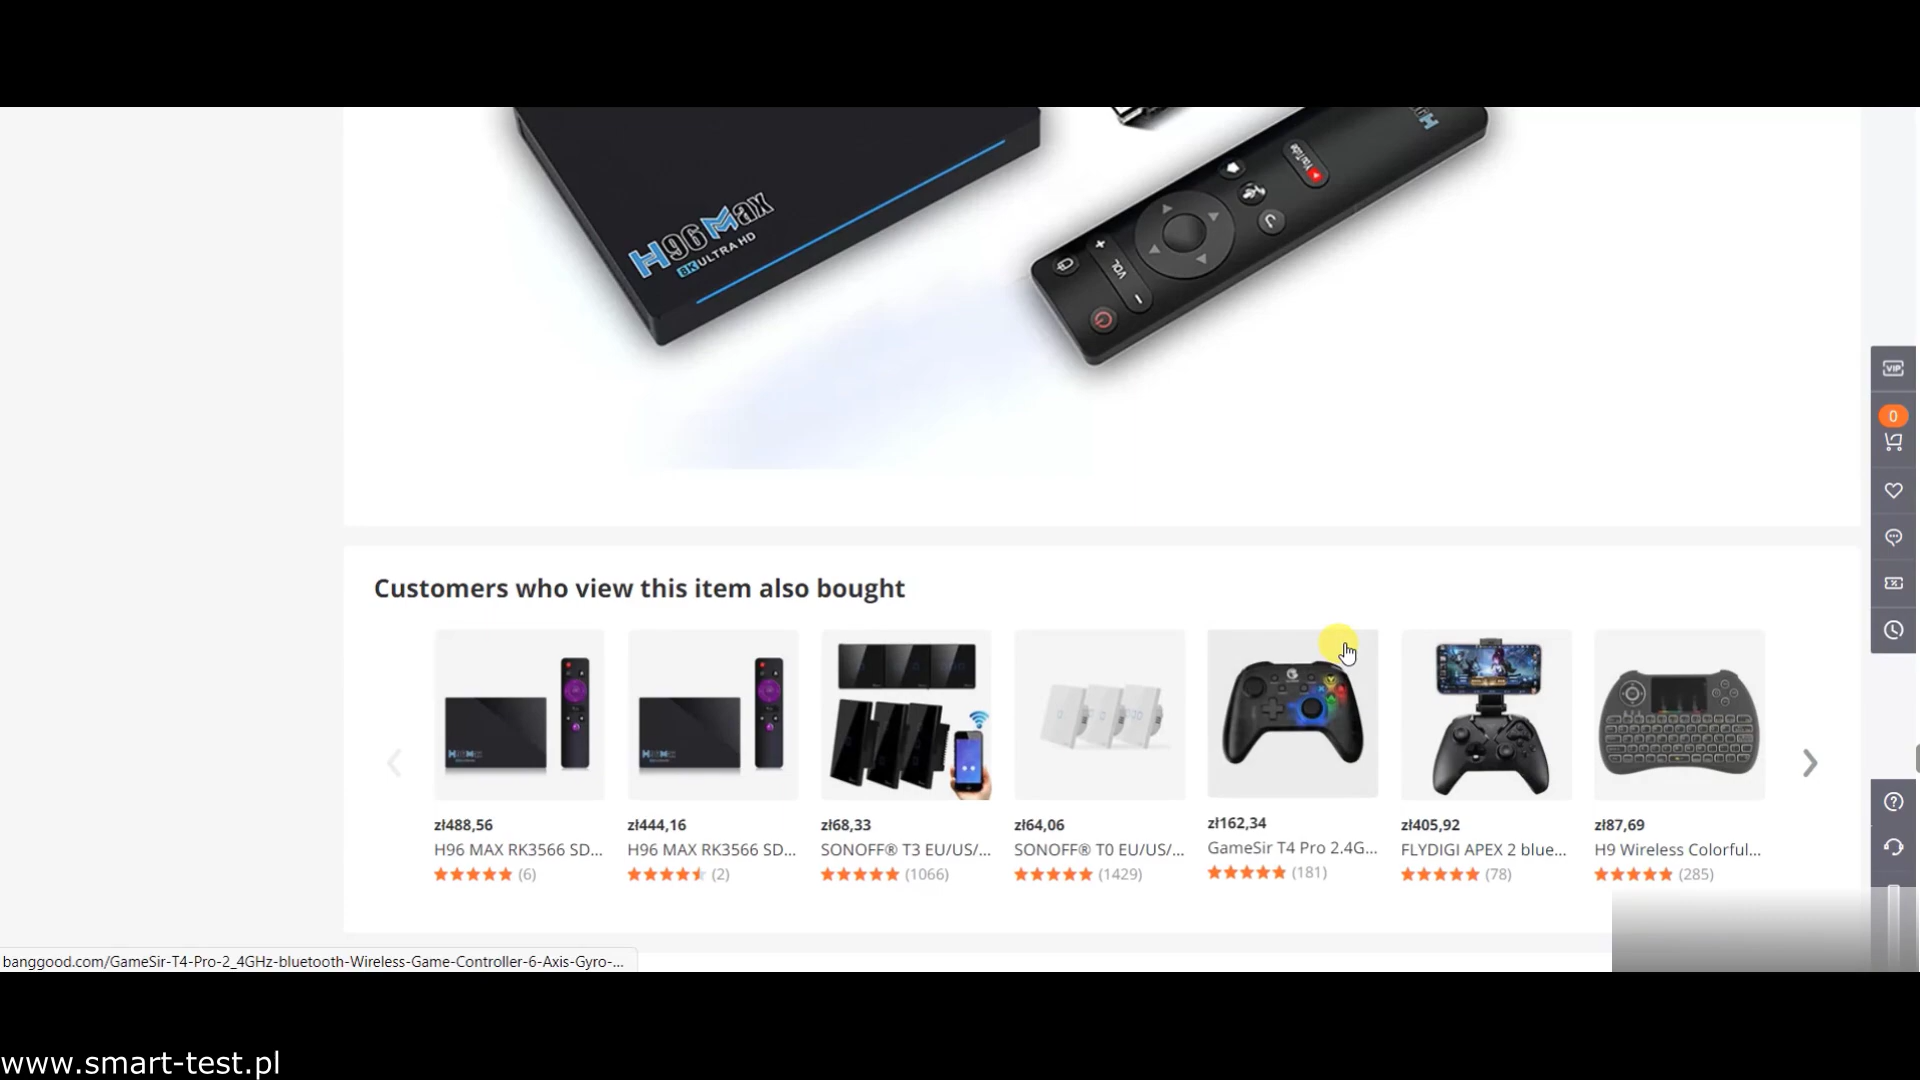 H96 Max
8K ULTRA HD
YouTube
+ VOL -
VIP
0
Customers who view this item also bought
zł488,56
H96 MAX RK3566 SD...
(6)
zł444,16
H96 MAX RK3566 SD...
(2)
zł68,33
SONOFF® T3 EU/US/...
(1066)
zł64,06
SONOFF® T0 EU/US/...
(1429)
zł162,34
GameSir T4 Pro 2.4G...
(181)
zł405,92
FLYDIGI APEX 2 blue...
(78)
zł87,69
H9 Wireless Colorful...
(285)
banggood.com/GameSir-T4-Pro-2_4GHz-bluetooth-Wireless-Game-Controller-6-Axis-Gyro-...
www.smart-test.pl